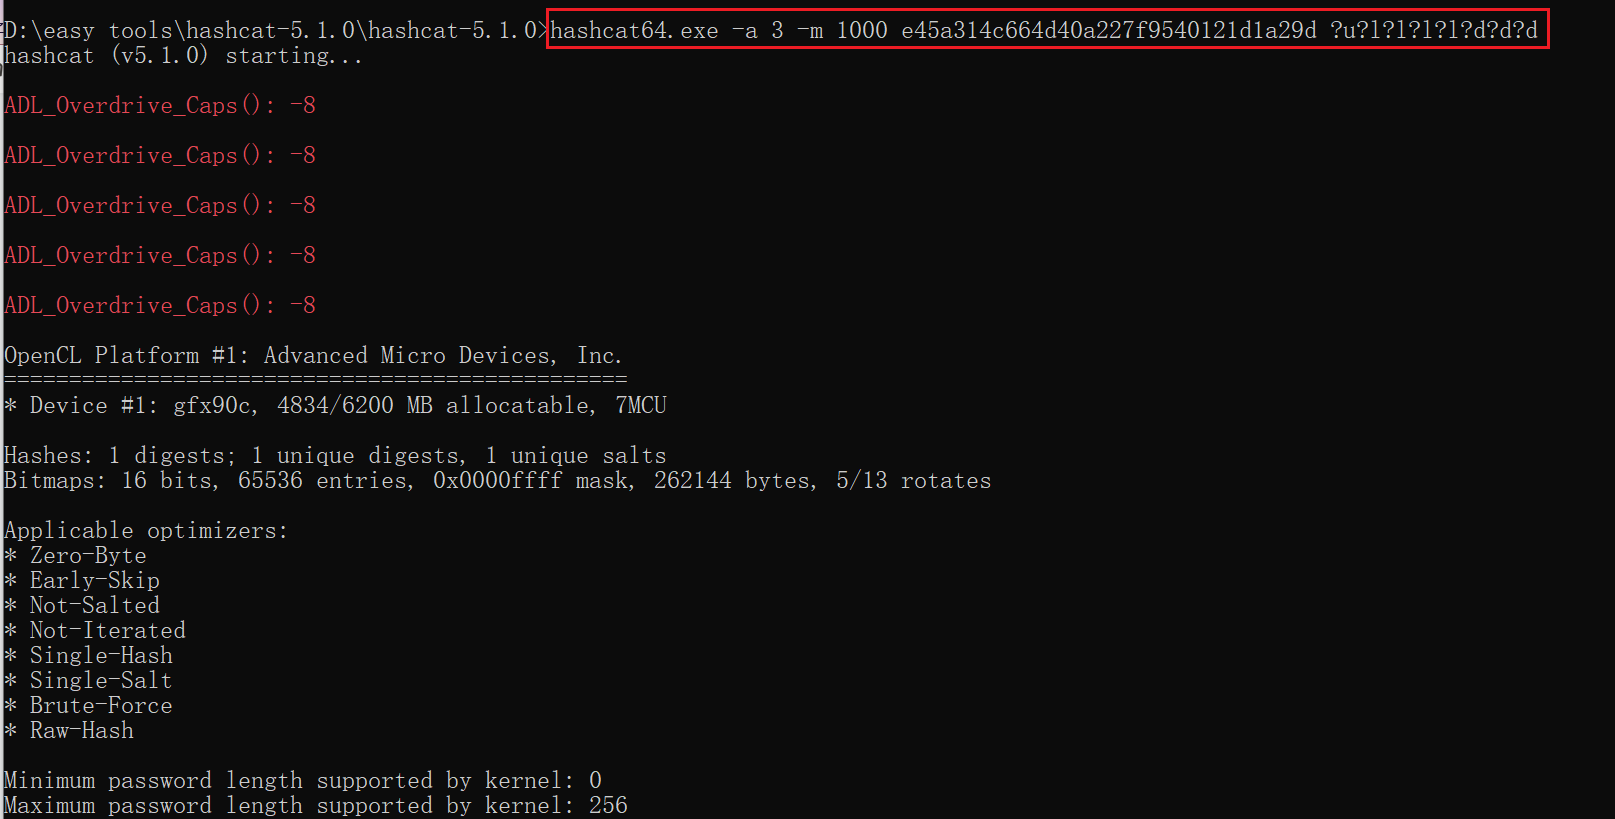 D:\easy tools\hashcat-5.1.0\hashcat-5.1.0>hashcat64.exe -a 3 -m 1000 e45a314c664d40a227f9540121d1a29d ?u?l?l?l?l?d?d?d
hashcat (v5.1.0) starting...
ADL_Overdrive_Caps(): -8
ADL_Overdrive_Caps(): -8
ADL_Overdrive_Caps(): -8
ADL_Overdrive_Caps(): -8
ADL_Overdrive_Caps(): -8
OpenCL Platform #1: Advanced Micro Devices, Inc.
================================================
* Device #1: gfx90c, 4834/6200 MB allocatable, 7MCU
Hashes: 1 digests; 1 unique digests, 1 unique salts
Bitmaps: 16 bits, 65536 entries, 0x0000ffff mask, 262144 bytes, 5/13 rotates
Applicable optimizers:
* Zero-Byte
* Early-Skip
* Not-Salted
* Not-Iterated
* Single-Hash
* Single-Salt
* Brute-Force
* Raw-Hash
Minimum password length supported by kernel: 0
Maximum password length supported by kernel: 256